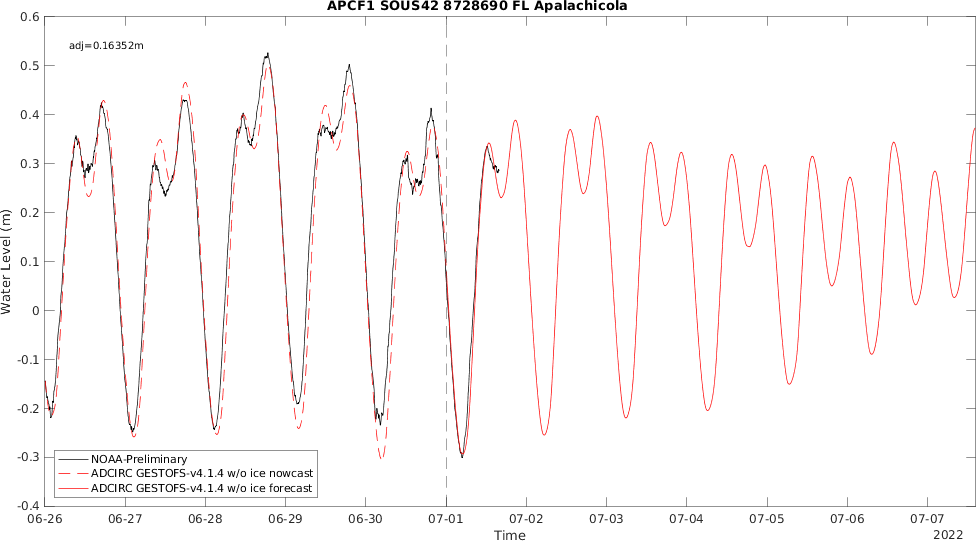 APCF1 SOUS42 8728690 FL Apalachicola
adj=0.16352m
Water Level (m)
0.6
0.5
0.4
0.3
0.2
0.1
0
-0.1
-0.2
-0.3
-0.4
NOAA-Preliminary
ADCIRC GESTOFS-v4.1.4 w/o ice nowcast
ADCIRC GESTOFS-v4.1.4 w/o ice forecast
06-26 06-27 06-28 06-29 06-30 07-01 07-02 07-03 07-04 07-05 07-06 07-07
Time
2022